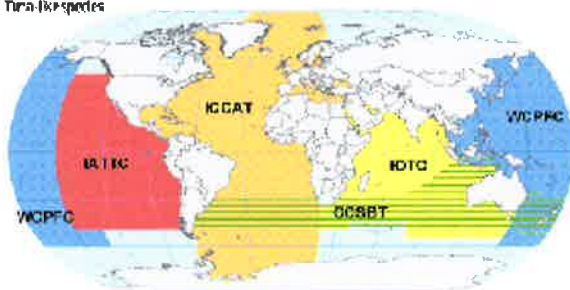 Tuna-like species
ICCAT
WCPFC
IATTC
IOTC
WCPFC
CCSBT